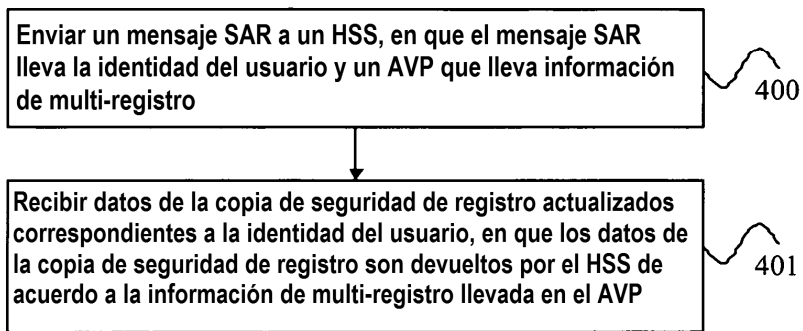 Enviar un mensaje SAR a un HSS, en que el mensaje SAR
lleva la identidad del usuario y un AVP que lleva información
de multi-registro
400
Recibir datos de la copia de seguridad de registro actualizados
correspondientes a la identidad del usuario, en que los datos de
la copia de seguridad de registro son devueltos por el HSS de
acuerdo a la información de multi-registro llevada en el AVP
401